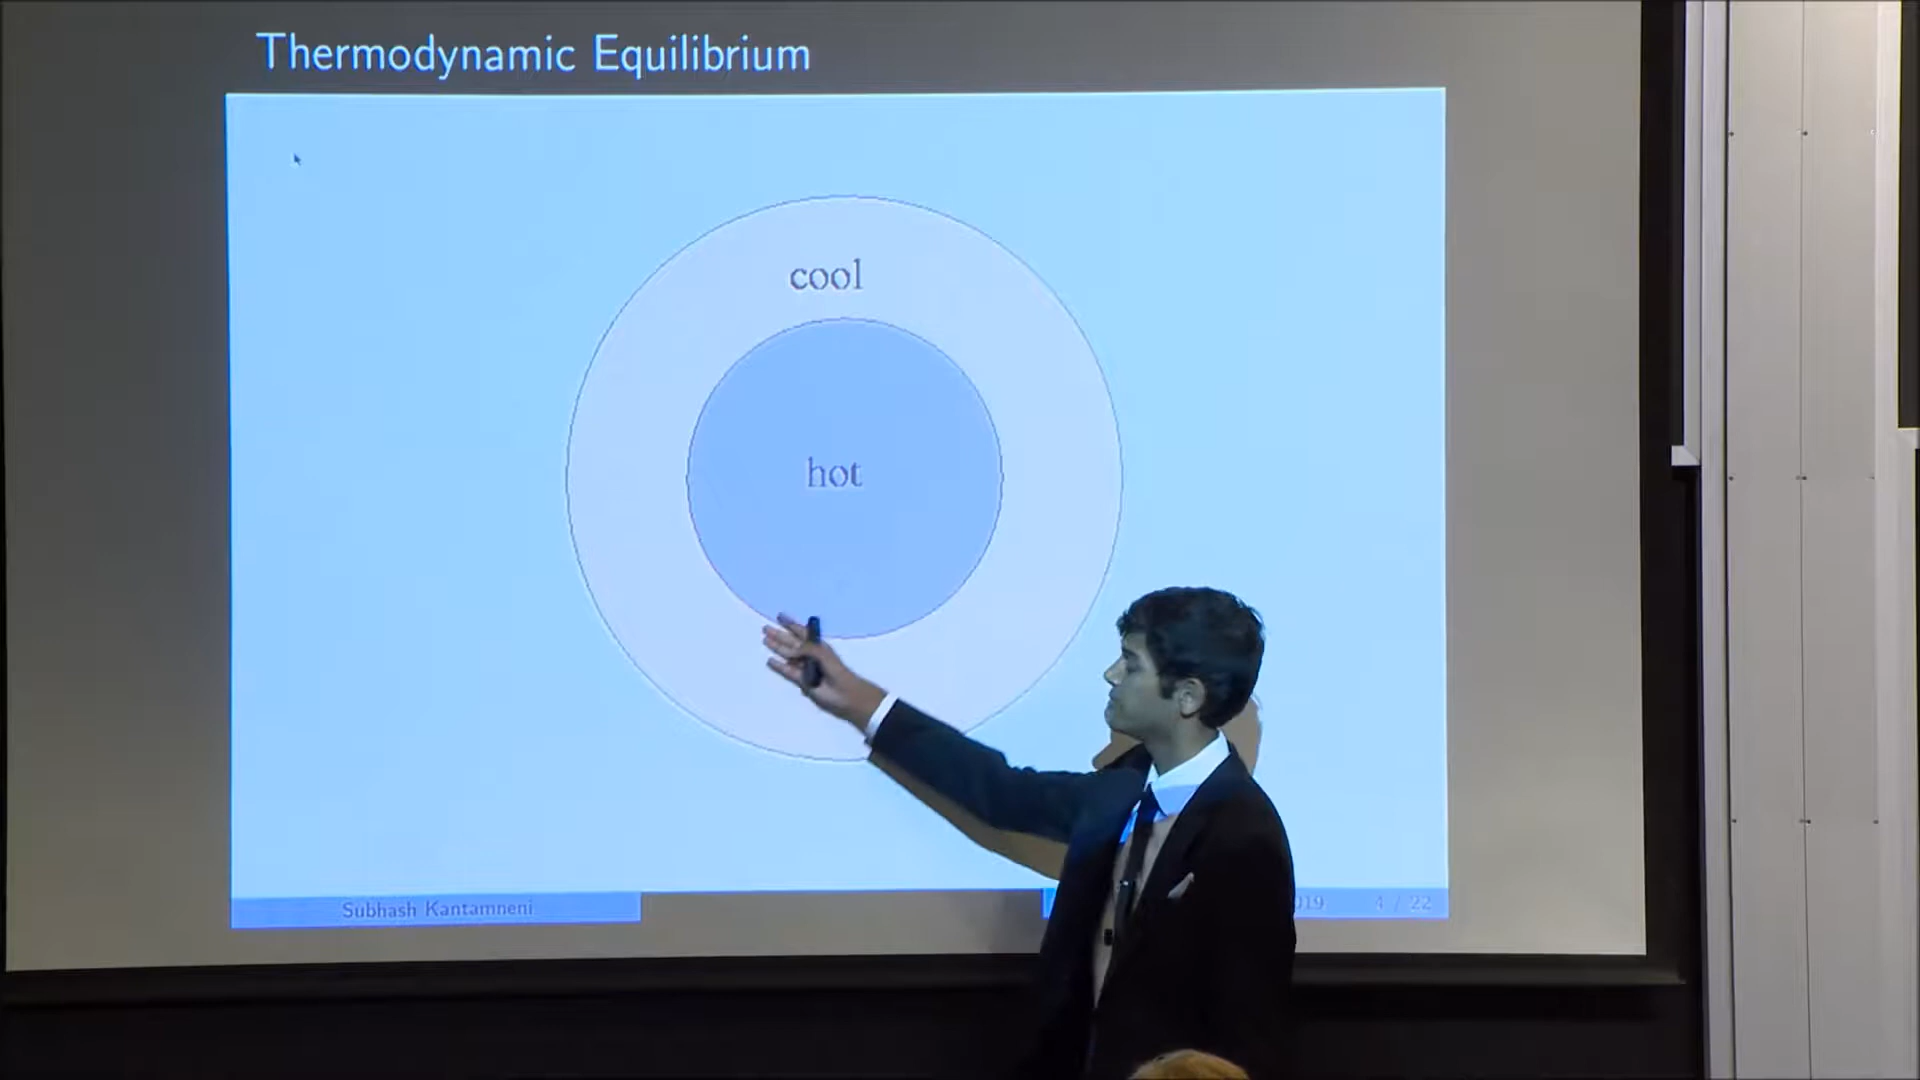 Thermodynamic Equilibrium
cool
hot
Subhash Kantamneni
4 / 22